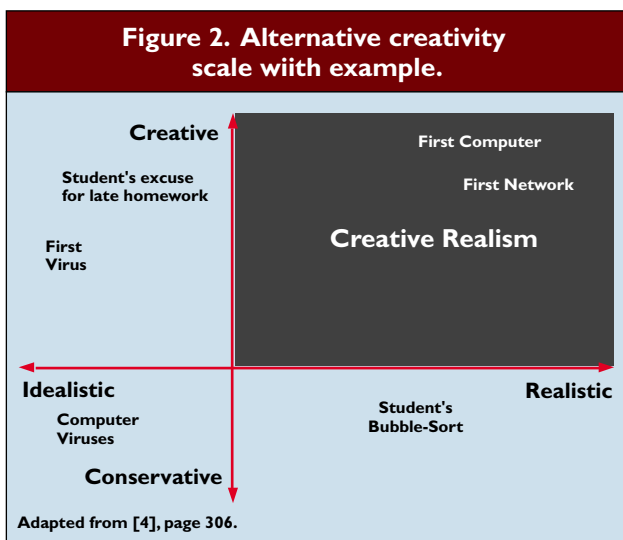 Figure 2. Alternative creativity
scale wiith example.
Creative
First Computer
Student's excuse
for late homework
First Network
First
Virus
Creative Realism
Idealistic
Realistic
Computer
Viruses
Student's
Bubble-Sort
Conservative
Adapted from [4], page 306.